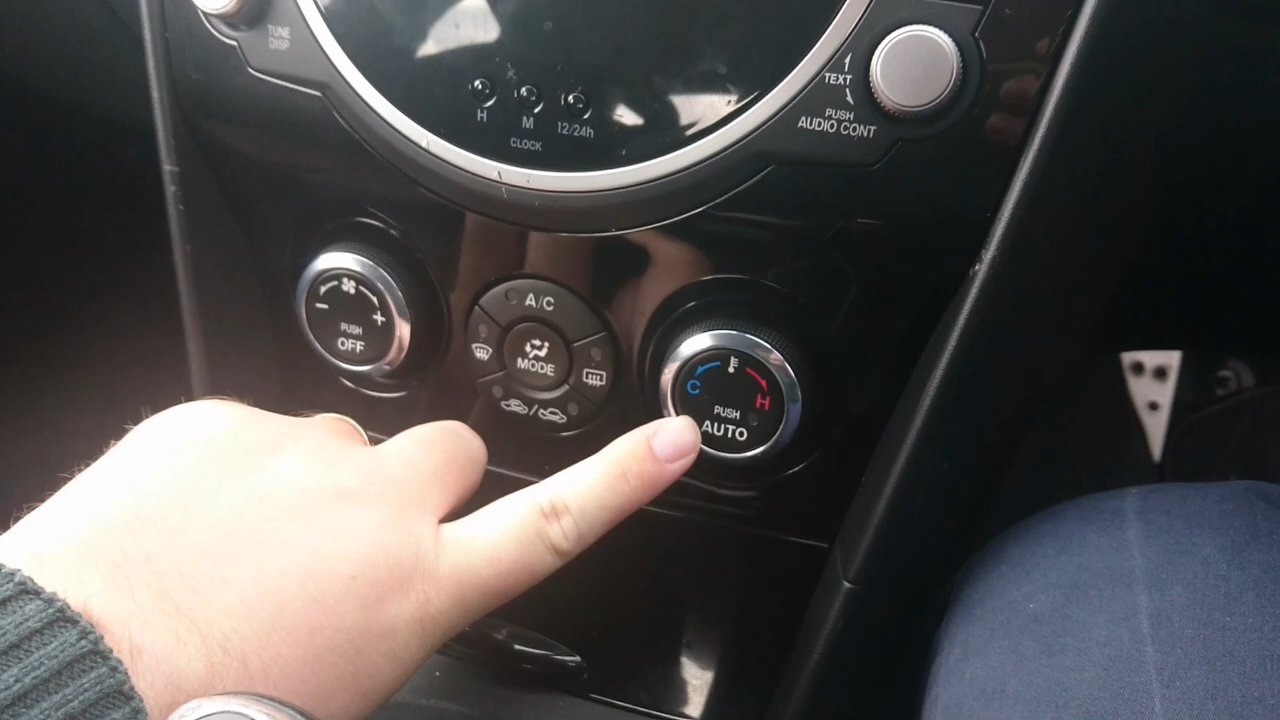 TUNE
DISP
TEXT
PUSH
AUDIO CONT
H
M
12/24h
CLOCK
− +
PUSH
OFF
A/C
MODE
/
C
H
PUSH
AUTO